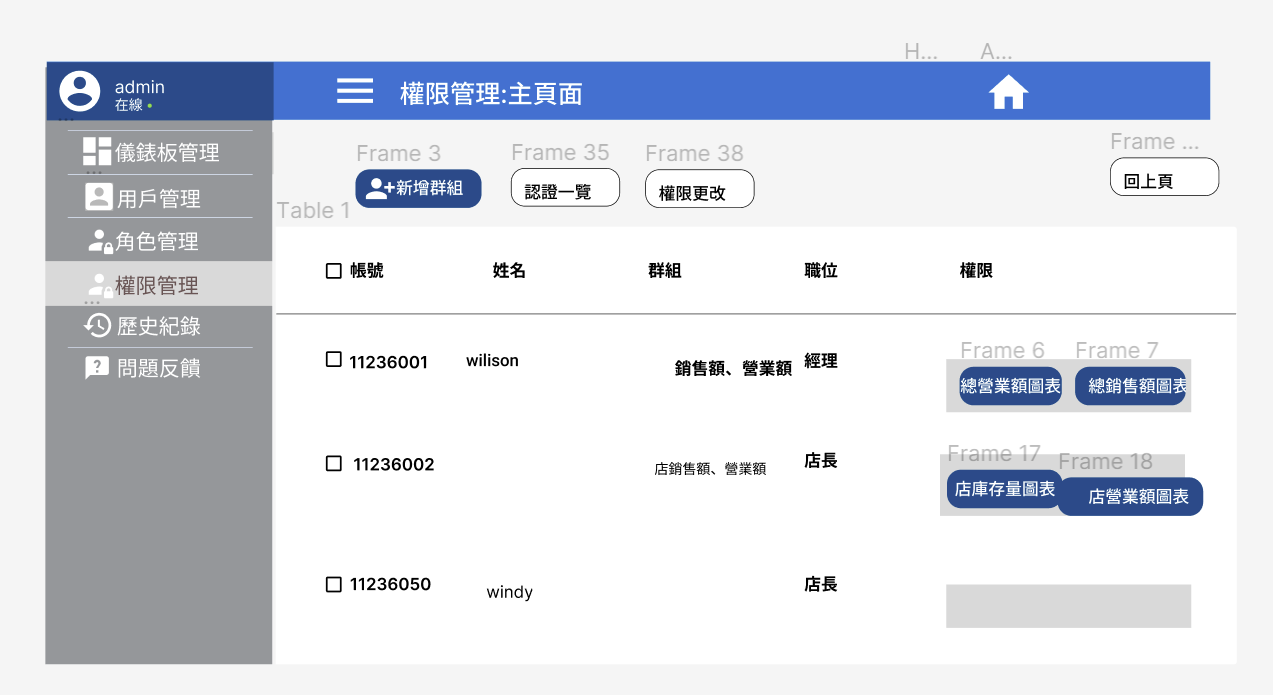 H... A...
admin
在線
權限管理:主頁面
儀錶板管理
用戶管理
角色管理
權限管理
歷史紀錄
問題反饋
Frame 3 Frame 35 Frame 38 Frame ...
新增群組 認證一覽 權限更改 回上頁
Table 1
帳號 姓名 群組 職位 權限
Frame 6 Frame 7
11236001 wilison 銷售額、營業額 經理 總營業額圖表 總銷售額圖表
Frame 17 Frame 18
11236002 店銷售額、營業額 店長 店庫存量圖表 店營業額圖表
11236050 windy 店長